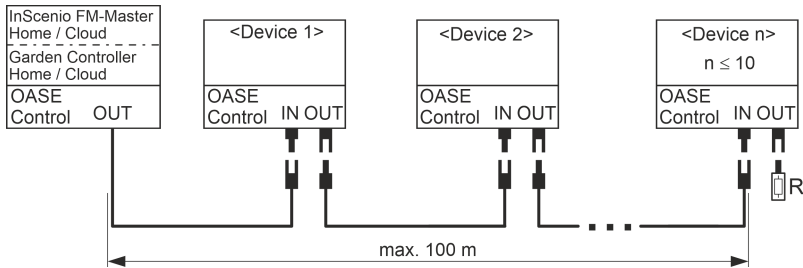 InScenio FM-Master
Home / Cloud
Garden Controller
Home / Cloud
OASE
Control OUT
<Device 1>
OASE
Control IN OUT
<Device 2>
OASE
Control IN OUT
<Device n>
n ≤ 10
OASE
Control IN OUT
R
max. 100 m